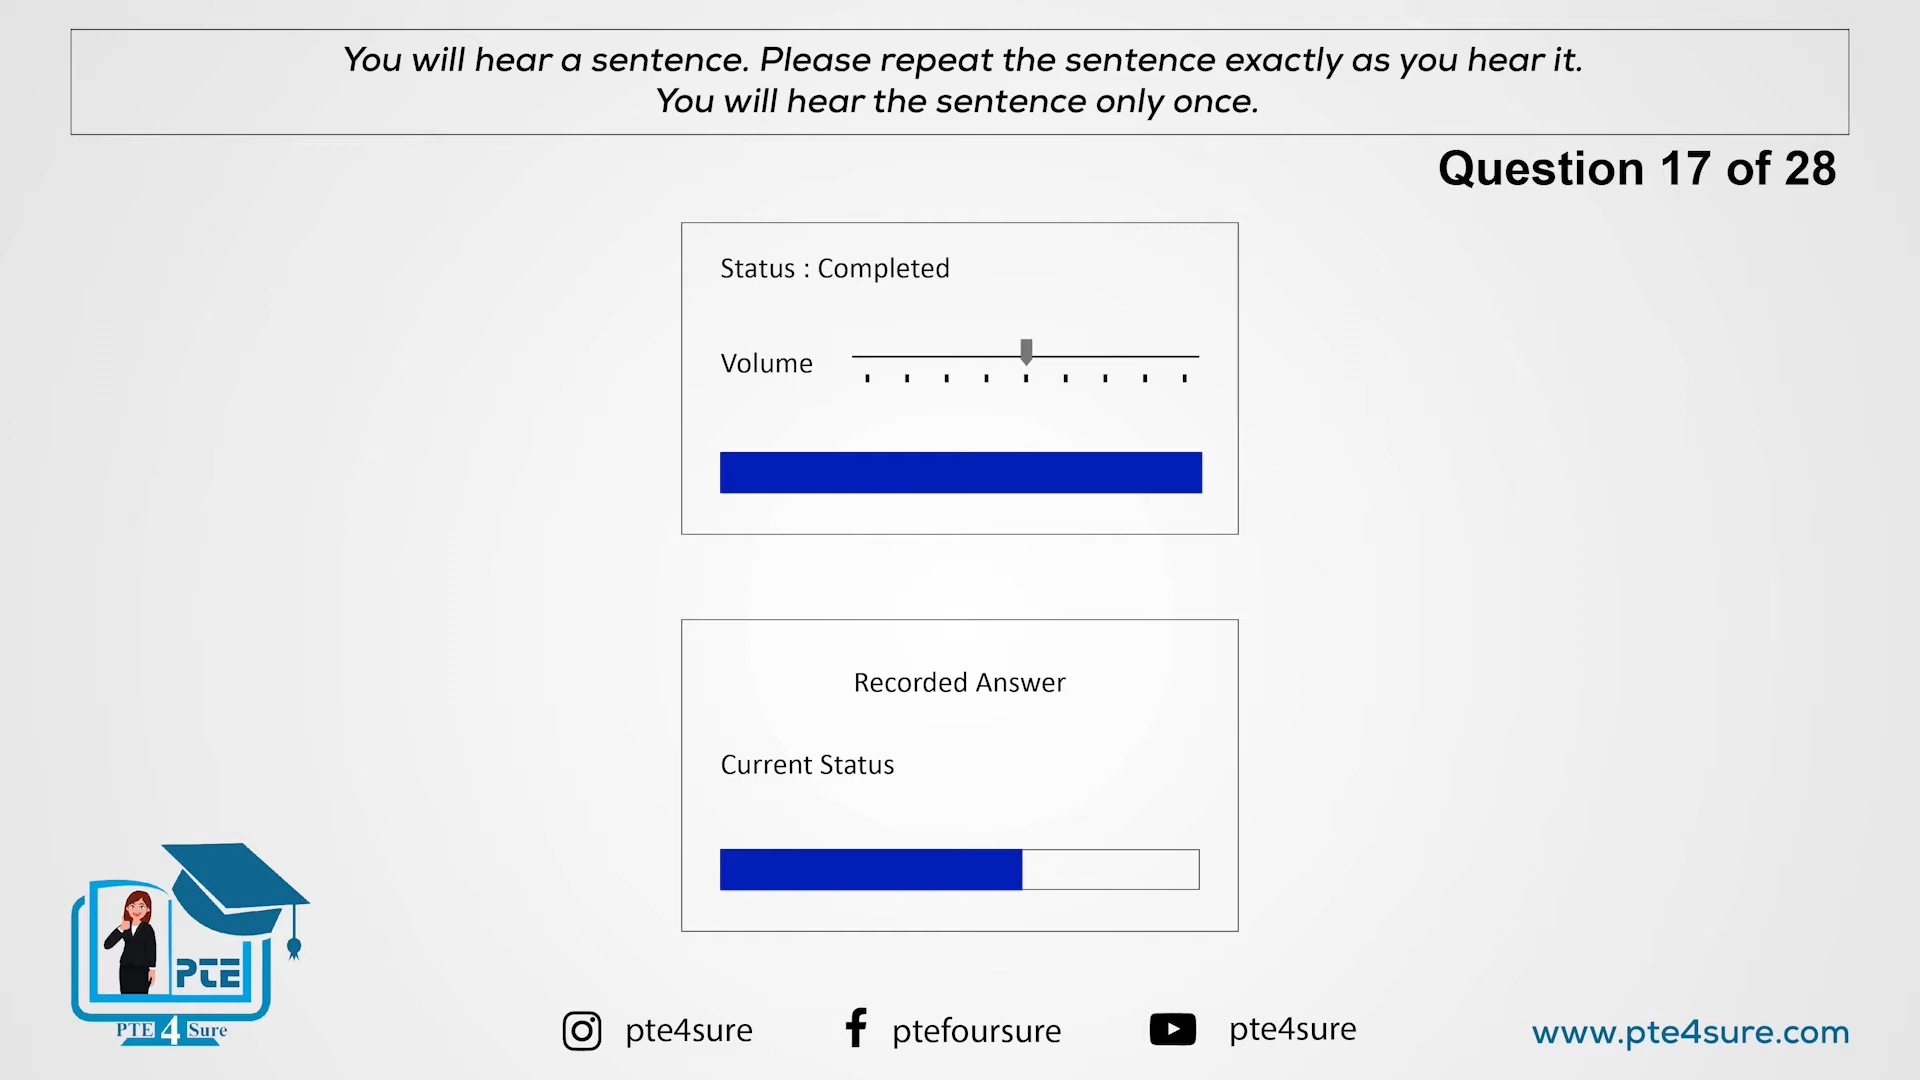 You will hear a sentence. Please repeat the sentence exactly as you hear it.
You will hear the sentence only once.
Question 17 of 28
Status : Completed
Volume
Recorded Answer
Current Status
PTE
PTE 4 Sure
pte4sure
ptefoursure
pte4sure
www.pte4sure.com